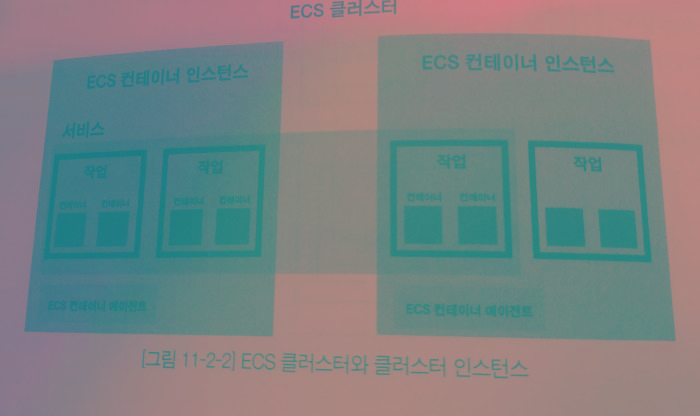 ECS 클러스터
ECS 컨테이너 인스턴스
ECS 컨테이너 인스턴스
서비스
작업
작업
작업
작업
컨테이너
컨테이너
컨테이너
컨테이너
컨테이너
컨테이너
ECS 컨테이너 에이전트
ECS 컨테이너 에이전트
[그림 11-2-2] ECS 클러스터와 클러스터 인스턴스